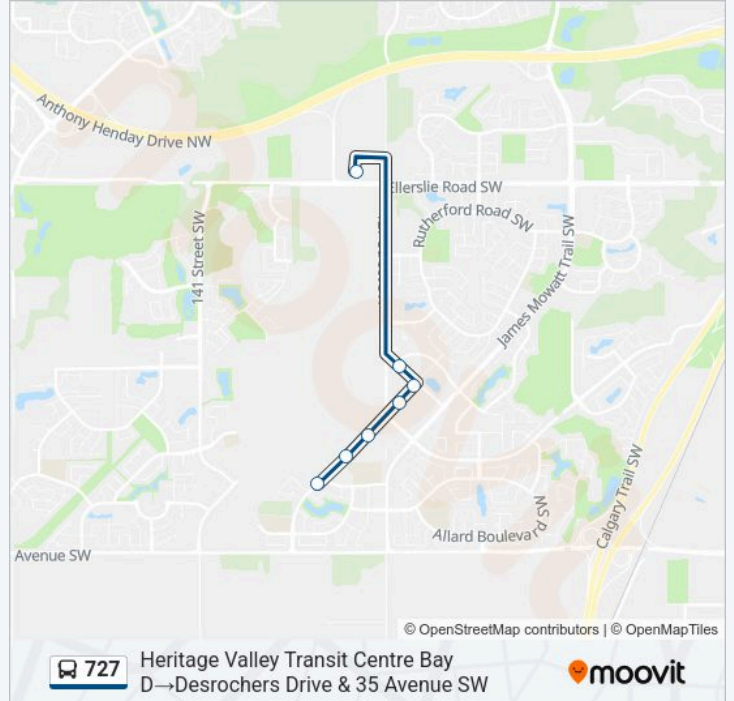 Anthony Henday Drive NW
Ellerslie Road SW
Rutherford Road SW
141 Street SW
James Mowatt Trail SW
Calgary Trail SW
Allard Boulevard SW
Avenue SW
© OpenStreetMap contributors | © OpenMapTiles
727
Heritage Valley Transit Centre Bay
D→Desrochers Drive & 35 Avenue SW
moovit